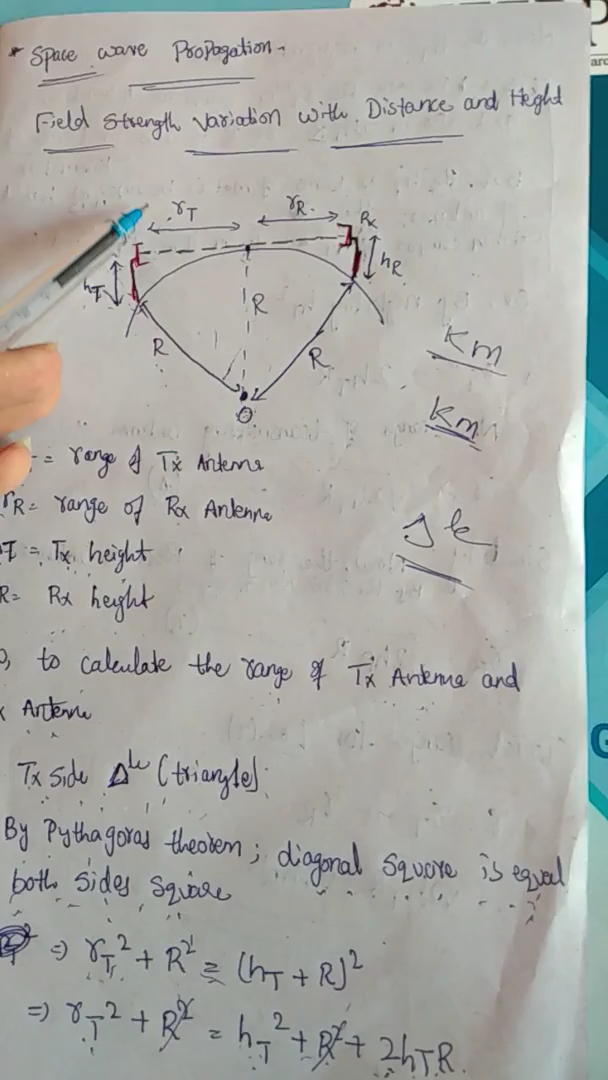 * Space wave Propagation -
Field Strength Variation with Distance and Height
rT rR Rx
hT hR
R R R
O
Km
Km
= range of Tx Antenna
rR = range of Rx Antenna
T = Tx height
R = Rx height
to calculate the range of Tx Antenna and
x Antenna
Tx side Δle (triangle)
By Pythagoras theorem; diagonal square is equal
both sides square
⇒ rT² + R² = (hT + R)²
⇒ rT² + R² = hT² + R² + 2hTR.
arc
G